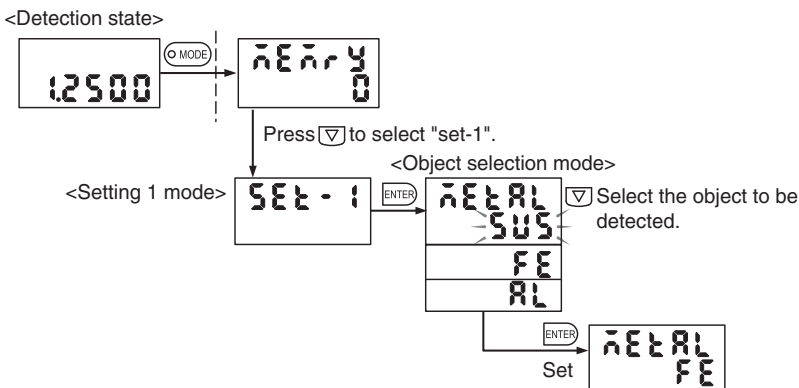 <Detection state>
1.2500
MODE
MEMrY
0
Press to select "set-1".
<Object selection mode>
<Setting 1 mode>
SEt-1
ENTER
MEtAL
SUS
FE
AL
Select the object to be
detected.
ENTER
Set
MEtAL
FE